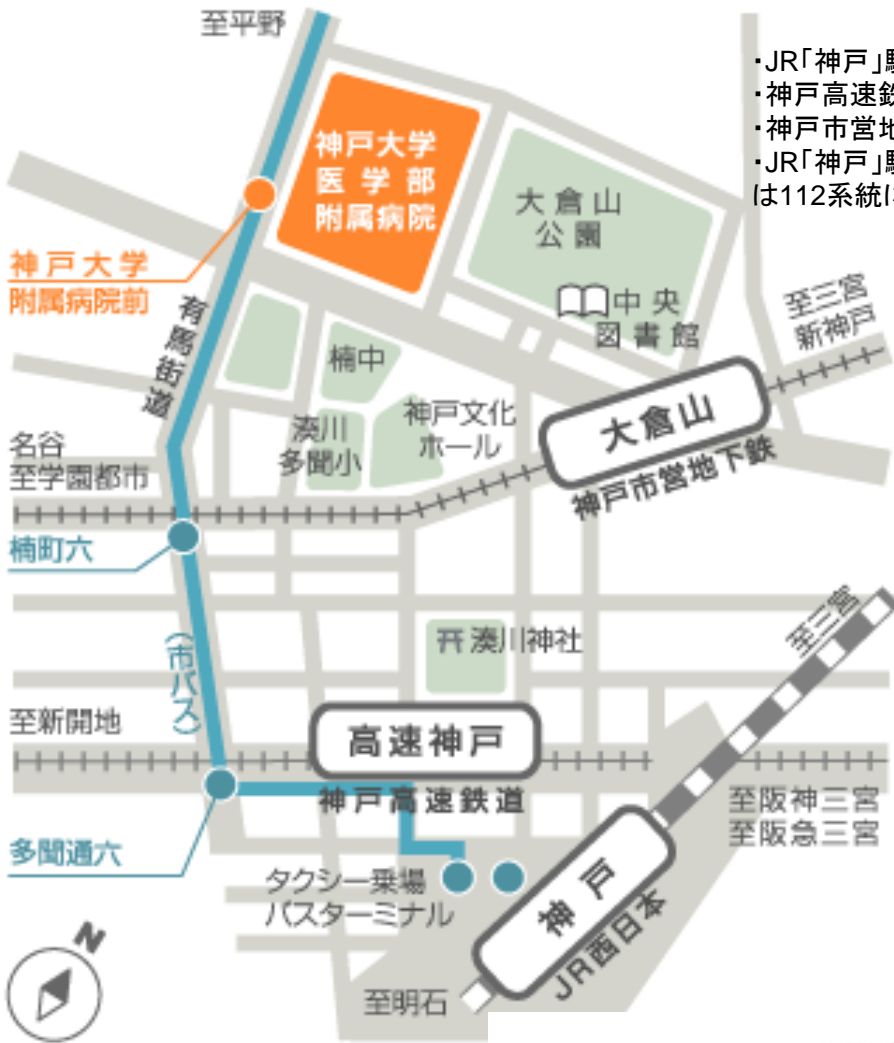 至平野
・JR「神戸」
・神戸高速
・神戸市営
・JR「神戸」
は112系統
神戸大学
医学部
附属病院
大倉山
公園
神戸大学
附属病院前
中央
図書館
至三宮
新神戸
有馬街道
楠中
湊川
多聞小
神戸文化
ホール
大倉山
神戸市営地下鉄
名谷
至学園都市
楠町六
(市バス)
湊川神社
至三宮
至新開地
高速神戸
神戸高速鉄道
至阪神三宮
至阪急三宮
多聞通六
タクシー乗場
バスターミナル
神戸
JR西日本
至明石
N